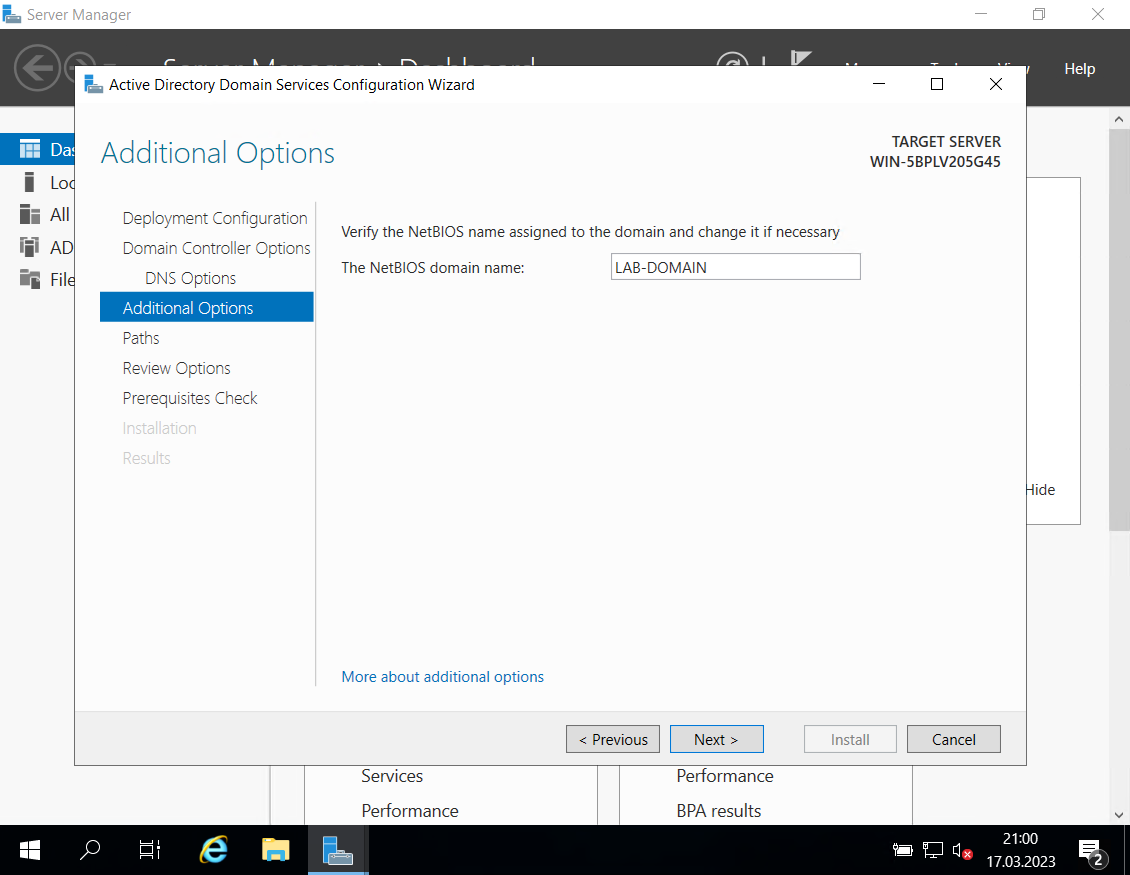 Server Manager
Help
Active Directory Domain Services Configuration Wizard
Additional Options
TARGET SERVER
WIN-5BPLV205G45
Deployment Configuration
Domain Controller Options
DNS Options
Additional Options
Paths
Review Options
Prerequisites Check
Installation
Results
Verify the NetBIOS name assigned to the domain and change it if necessary
The NetBIOS domain name:
LAB-DOMAIN
More about additional options
< Previous
Next >
Install
Cancel
All
AD
File
Hide
Services
Performance
Performance
BPA results
21:00
17.03.2023
2